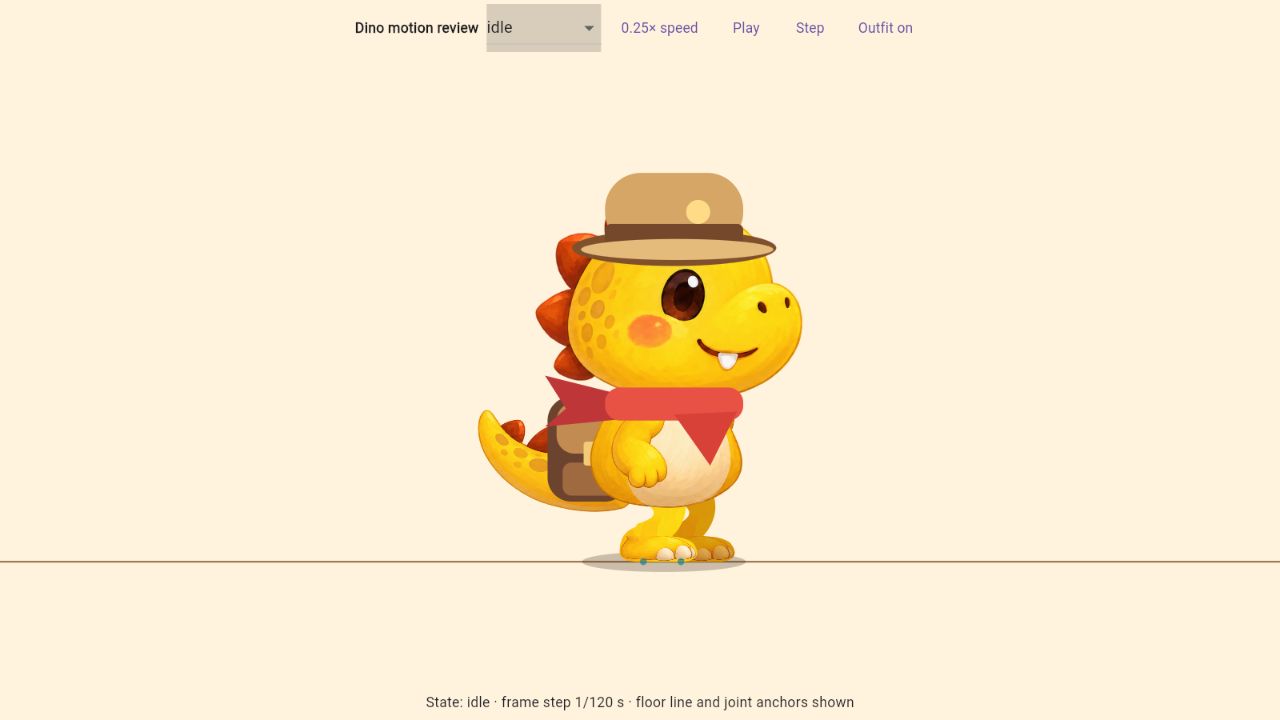 Dino motion review idle 0.25× speed Play Step Outfit on
State: idle · frame step 1/120 s · floor line and joint anchors shown